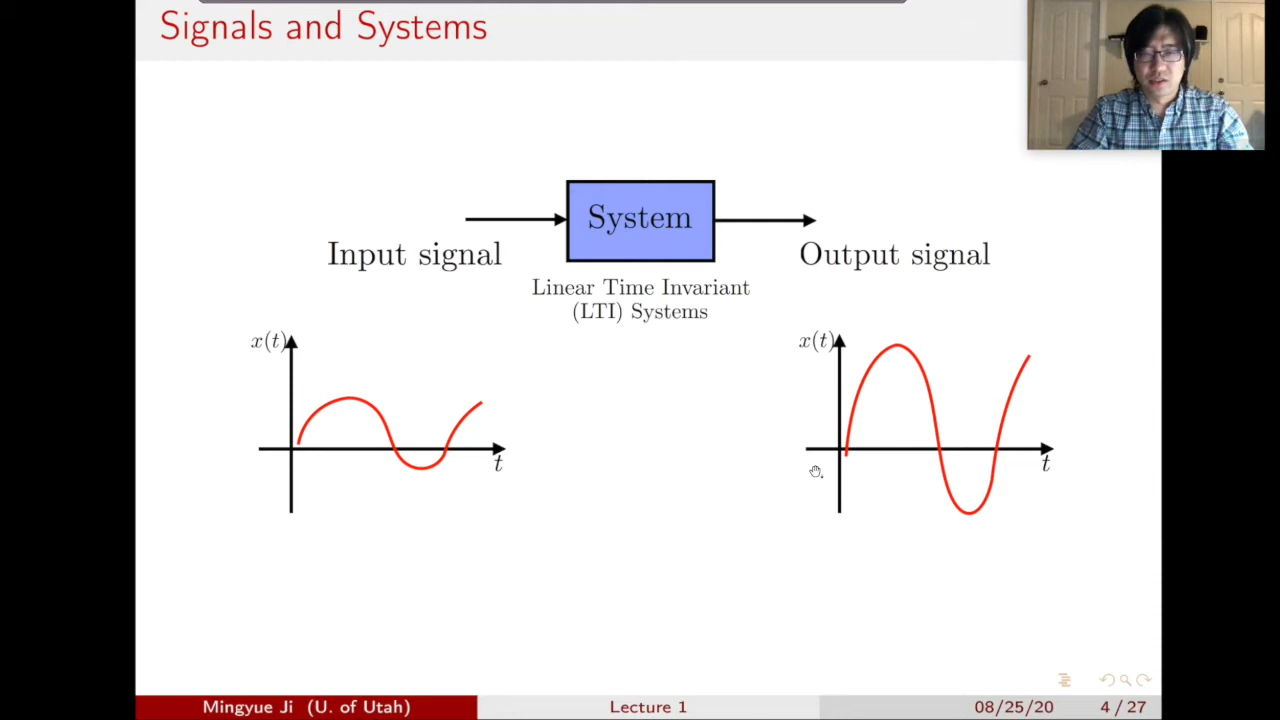 Signals and Systems
System
Input signal
Output signal
Linear Time Invariant
(LTI) Systems
x(t)
t
x(t)
t
Mingyue Ji (U. of Utah)
Lecture 1
08/25/20
4 / 27